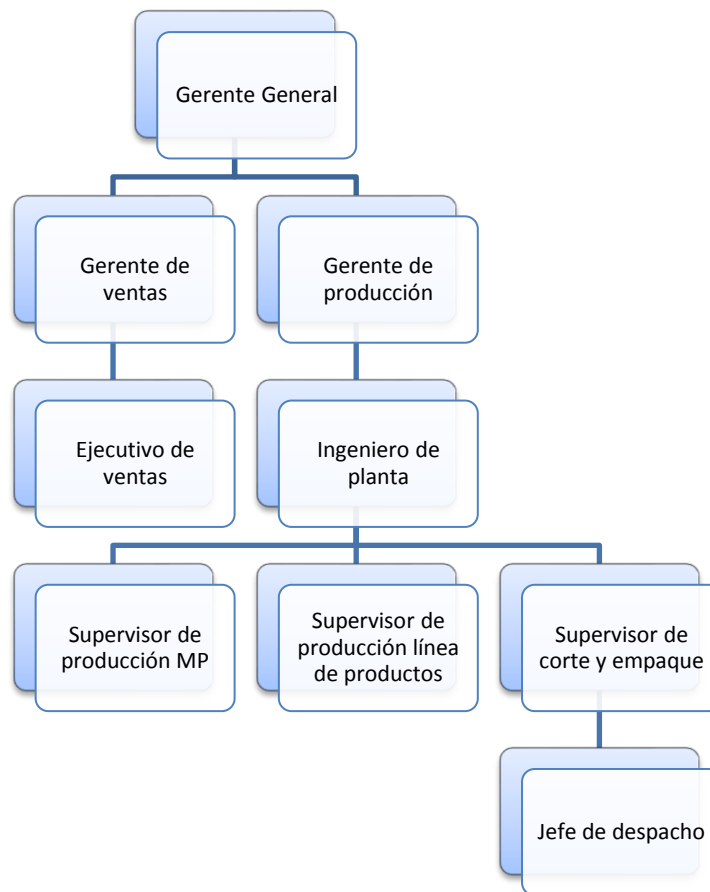 Gerente General
Gerente de
ventas
Gerente de
producción
Ejecutivo de
ventas
Ingeniero de
planta
Supervisor de
producción MP
Supervisor de
producción línea
de productos
Supervisor de
corte y empaque
Jefe de despacho